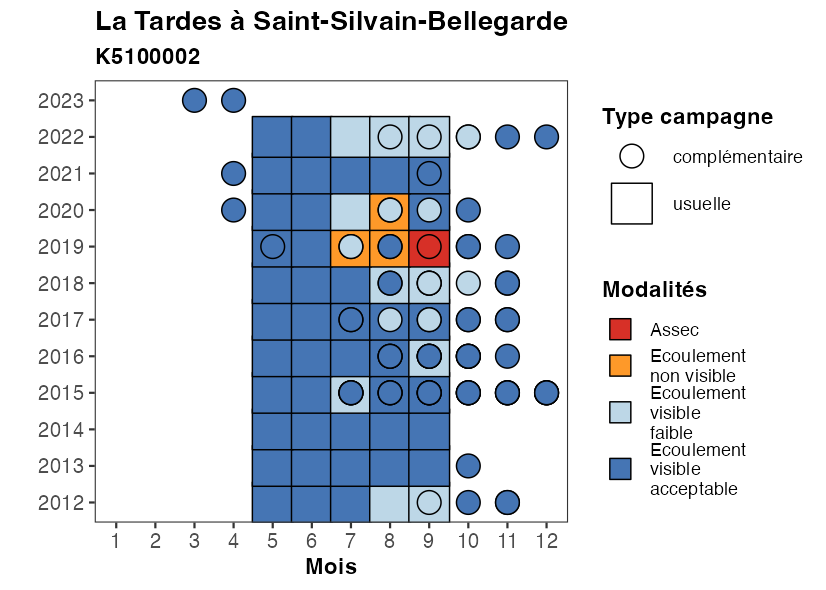 La Tardes à Saint-Silvain-Bellegarde
K5100002
2023
2022
2021
2020
2019
2018
2017
2016
2015
2014
2013
2012
1 2 3 4 5 6 7 8 9 10 11 12
Mois
Type campagne
complémentaire
usuelle
Modalités
Assec
Ecoulement
non visible
Ecoulement
visible
faible
Ecoulement
visible
acceptable